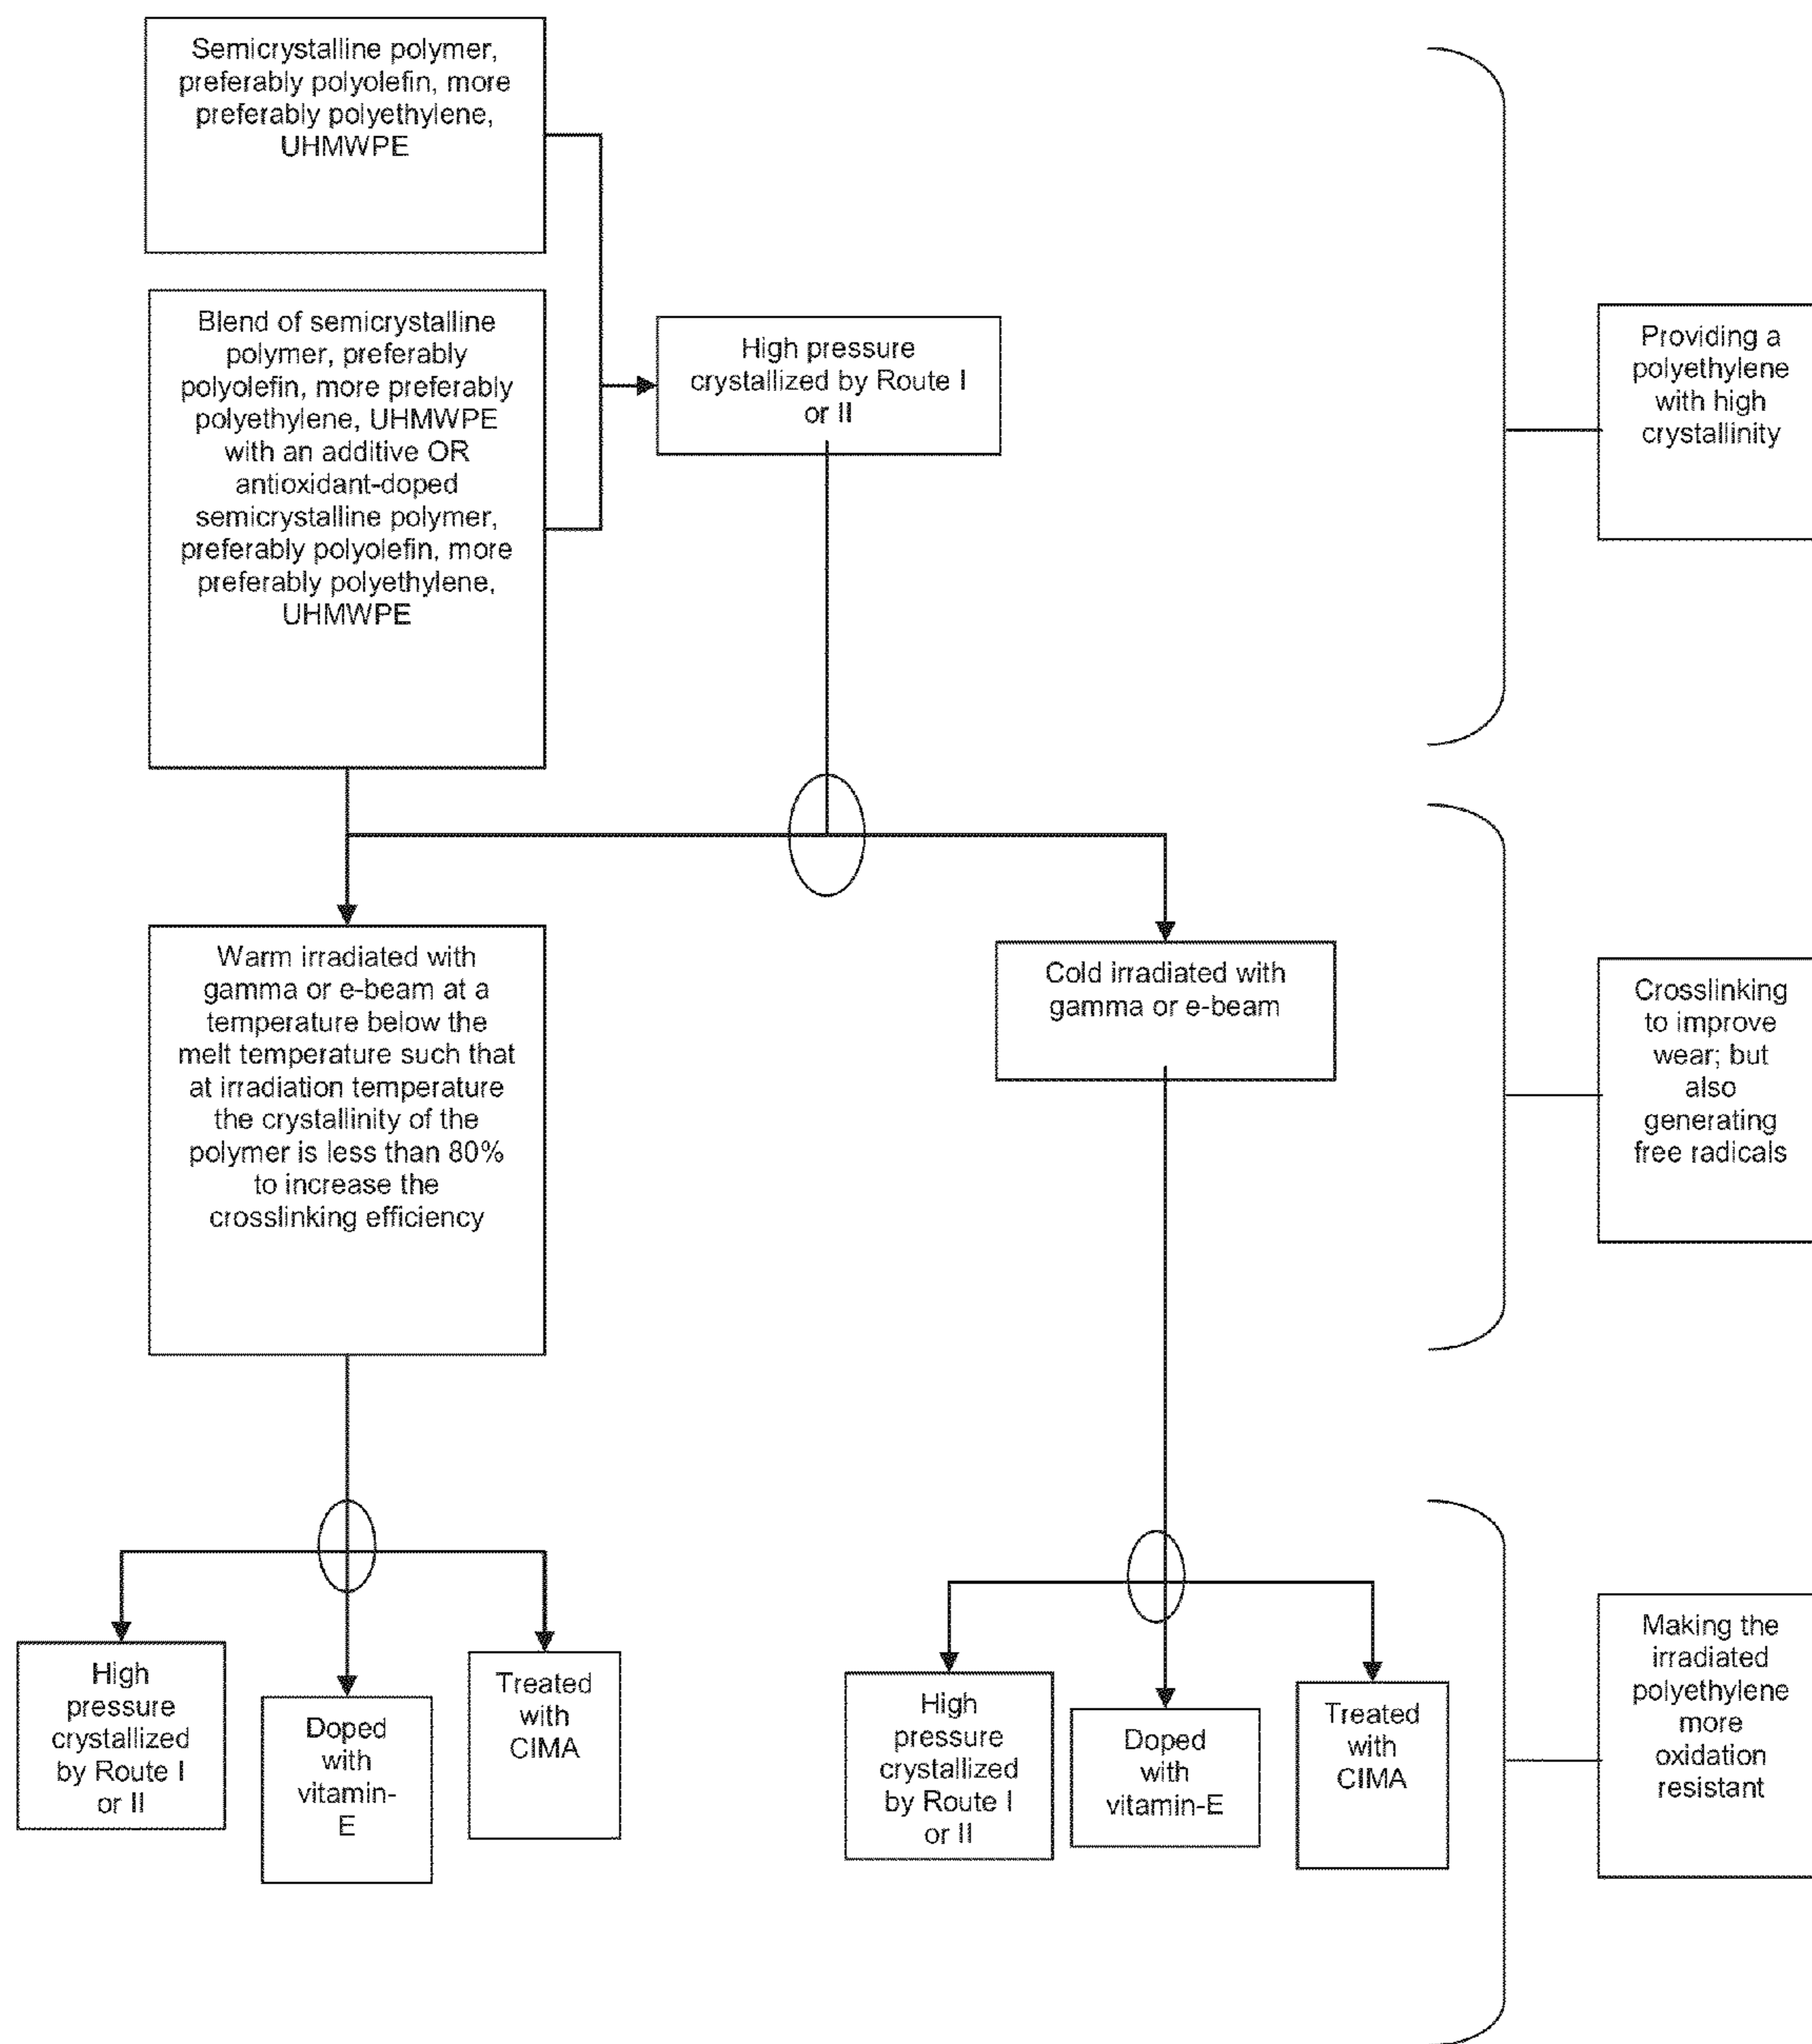 Semicrystalline polymer,
preferably polyolefin, more
preferably polyethylene,
UHMWPE
Blend of semicrystalline
polymer, preferably
polyolefin, more preferably
polyethylene, UHMWPE
with an additive OR
antioxidant-doped
semicrystalline polymer,
preferably polyolefin, more
preferably polyethylene,
UHMWPE
High pressure
crystallized by Route I
or II
Providing a
polyethylene
with high
crystallinity
Warm irradiated with
gamma or e-beam at a
temperature below the
melt temperature such that
at irradiation temperature
the crystallinity of the
polymer is less than 80%
to increase the
crosslinking efficiency
Cold irradiated with
gamma or e-beam
Crosslinking
to improve
wear; but
also
generating
free radicals
High
pressure
crystallized
by Route I
or II
Doped
with
vitamin-
E
Treated
with
CIMA
High
pressure
crystallized
by Route I
or II
Doped
with
vitamin-E
Treated
with
CIMA
Making the
irradiated
polyethylene
more
oxidation
resistant